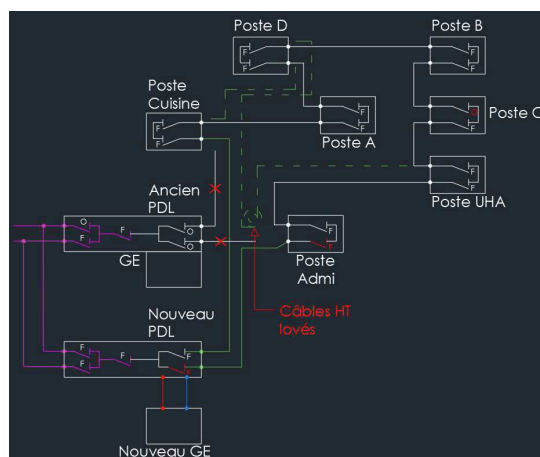 Poste D
Poste B
F
F
F
F
Poste
Cuisine
F
F
F
F
Poste A
F
O
Poste C
Ancien
PDL
F
F
Poste UHA
O
F
F
O
O
GE
F
F
Poste
Admi
Câbles HT
lovés
Nouveau
PDL
F
F
F
F
F
Nouveau GE